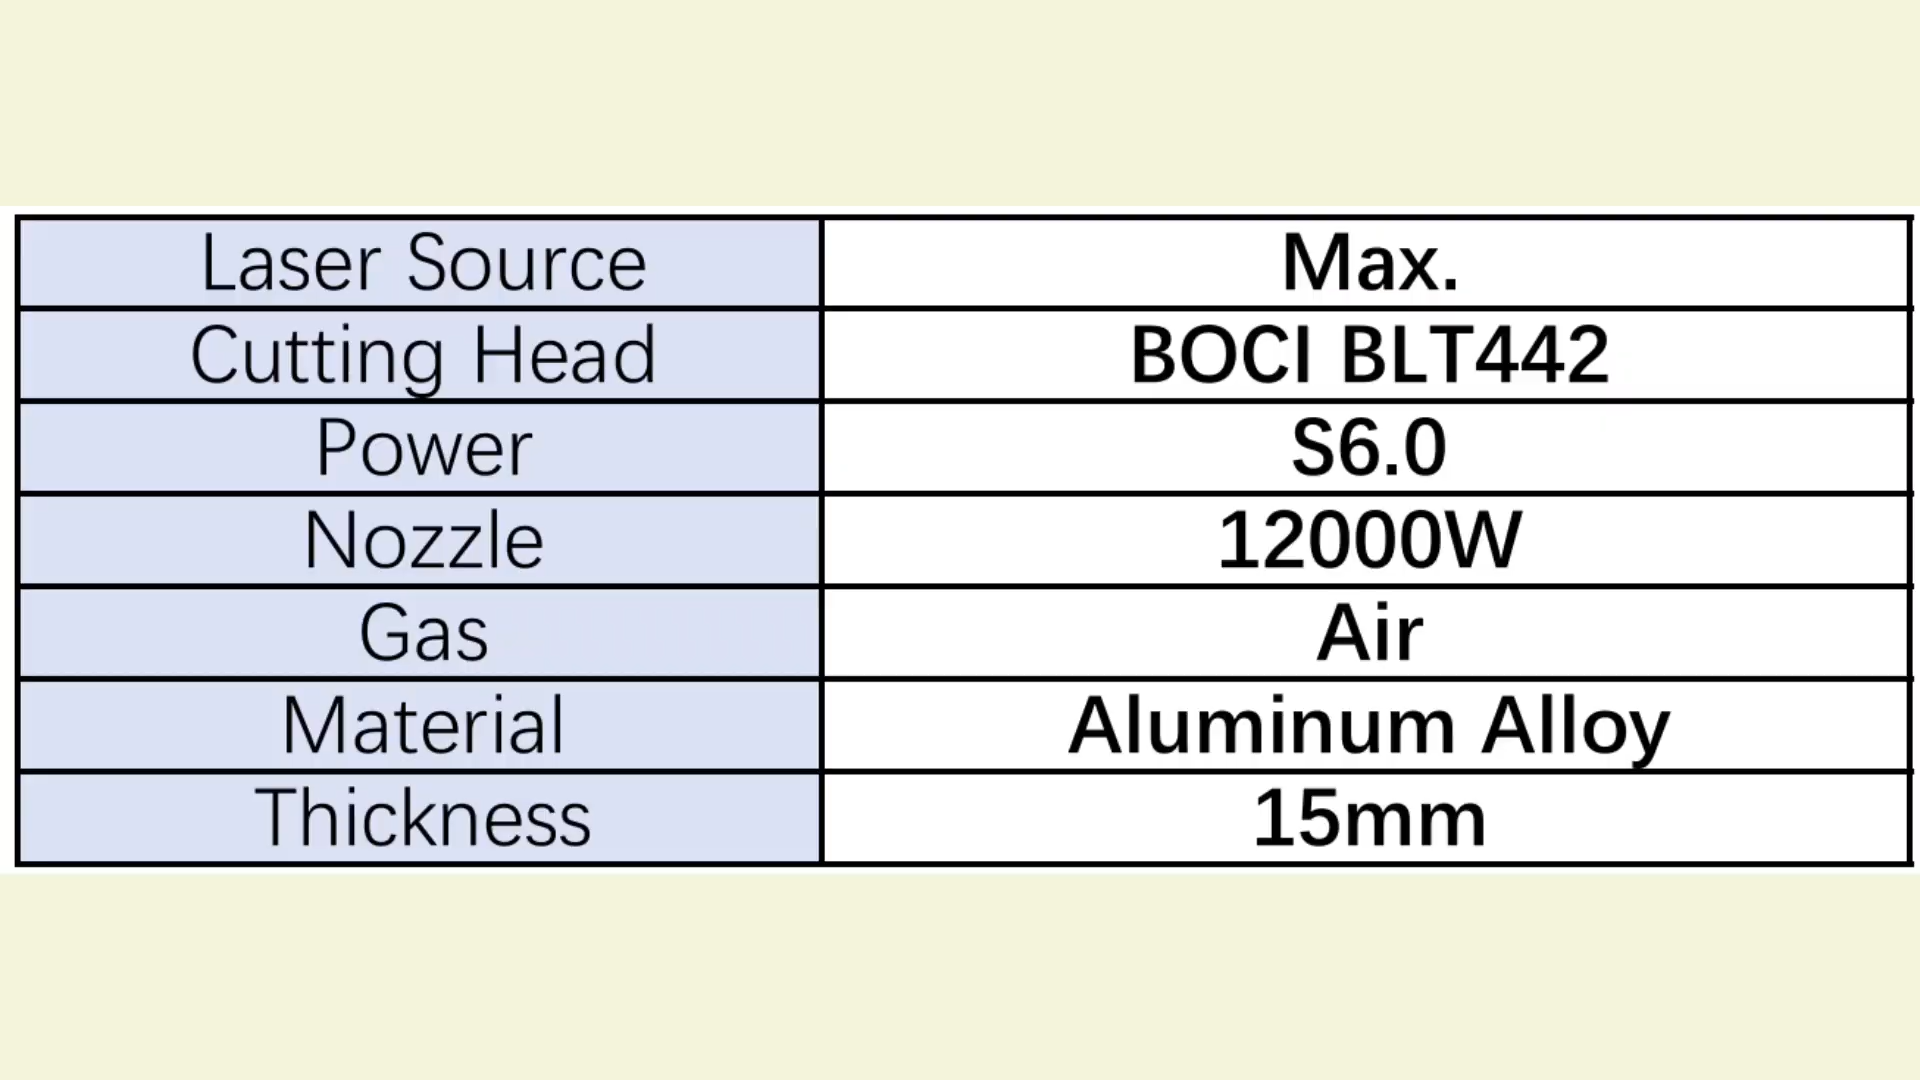 Laser Source Max.
Cutting Head BOCI BLT442
Power S6.0
Nozzle 12000W
Gas Air
Material Aluminum Alloy
Thickness 15mm